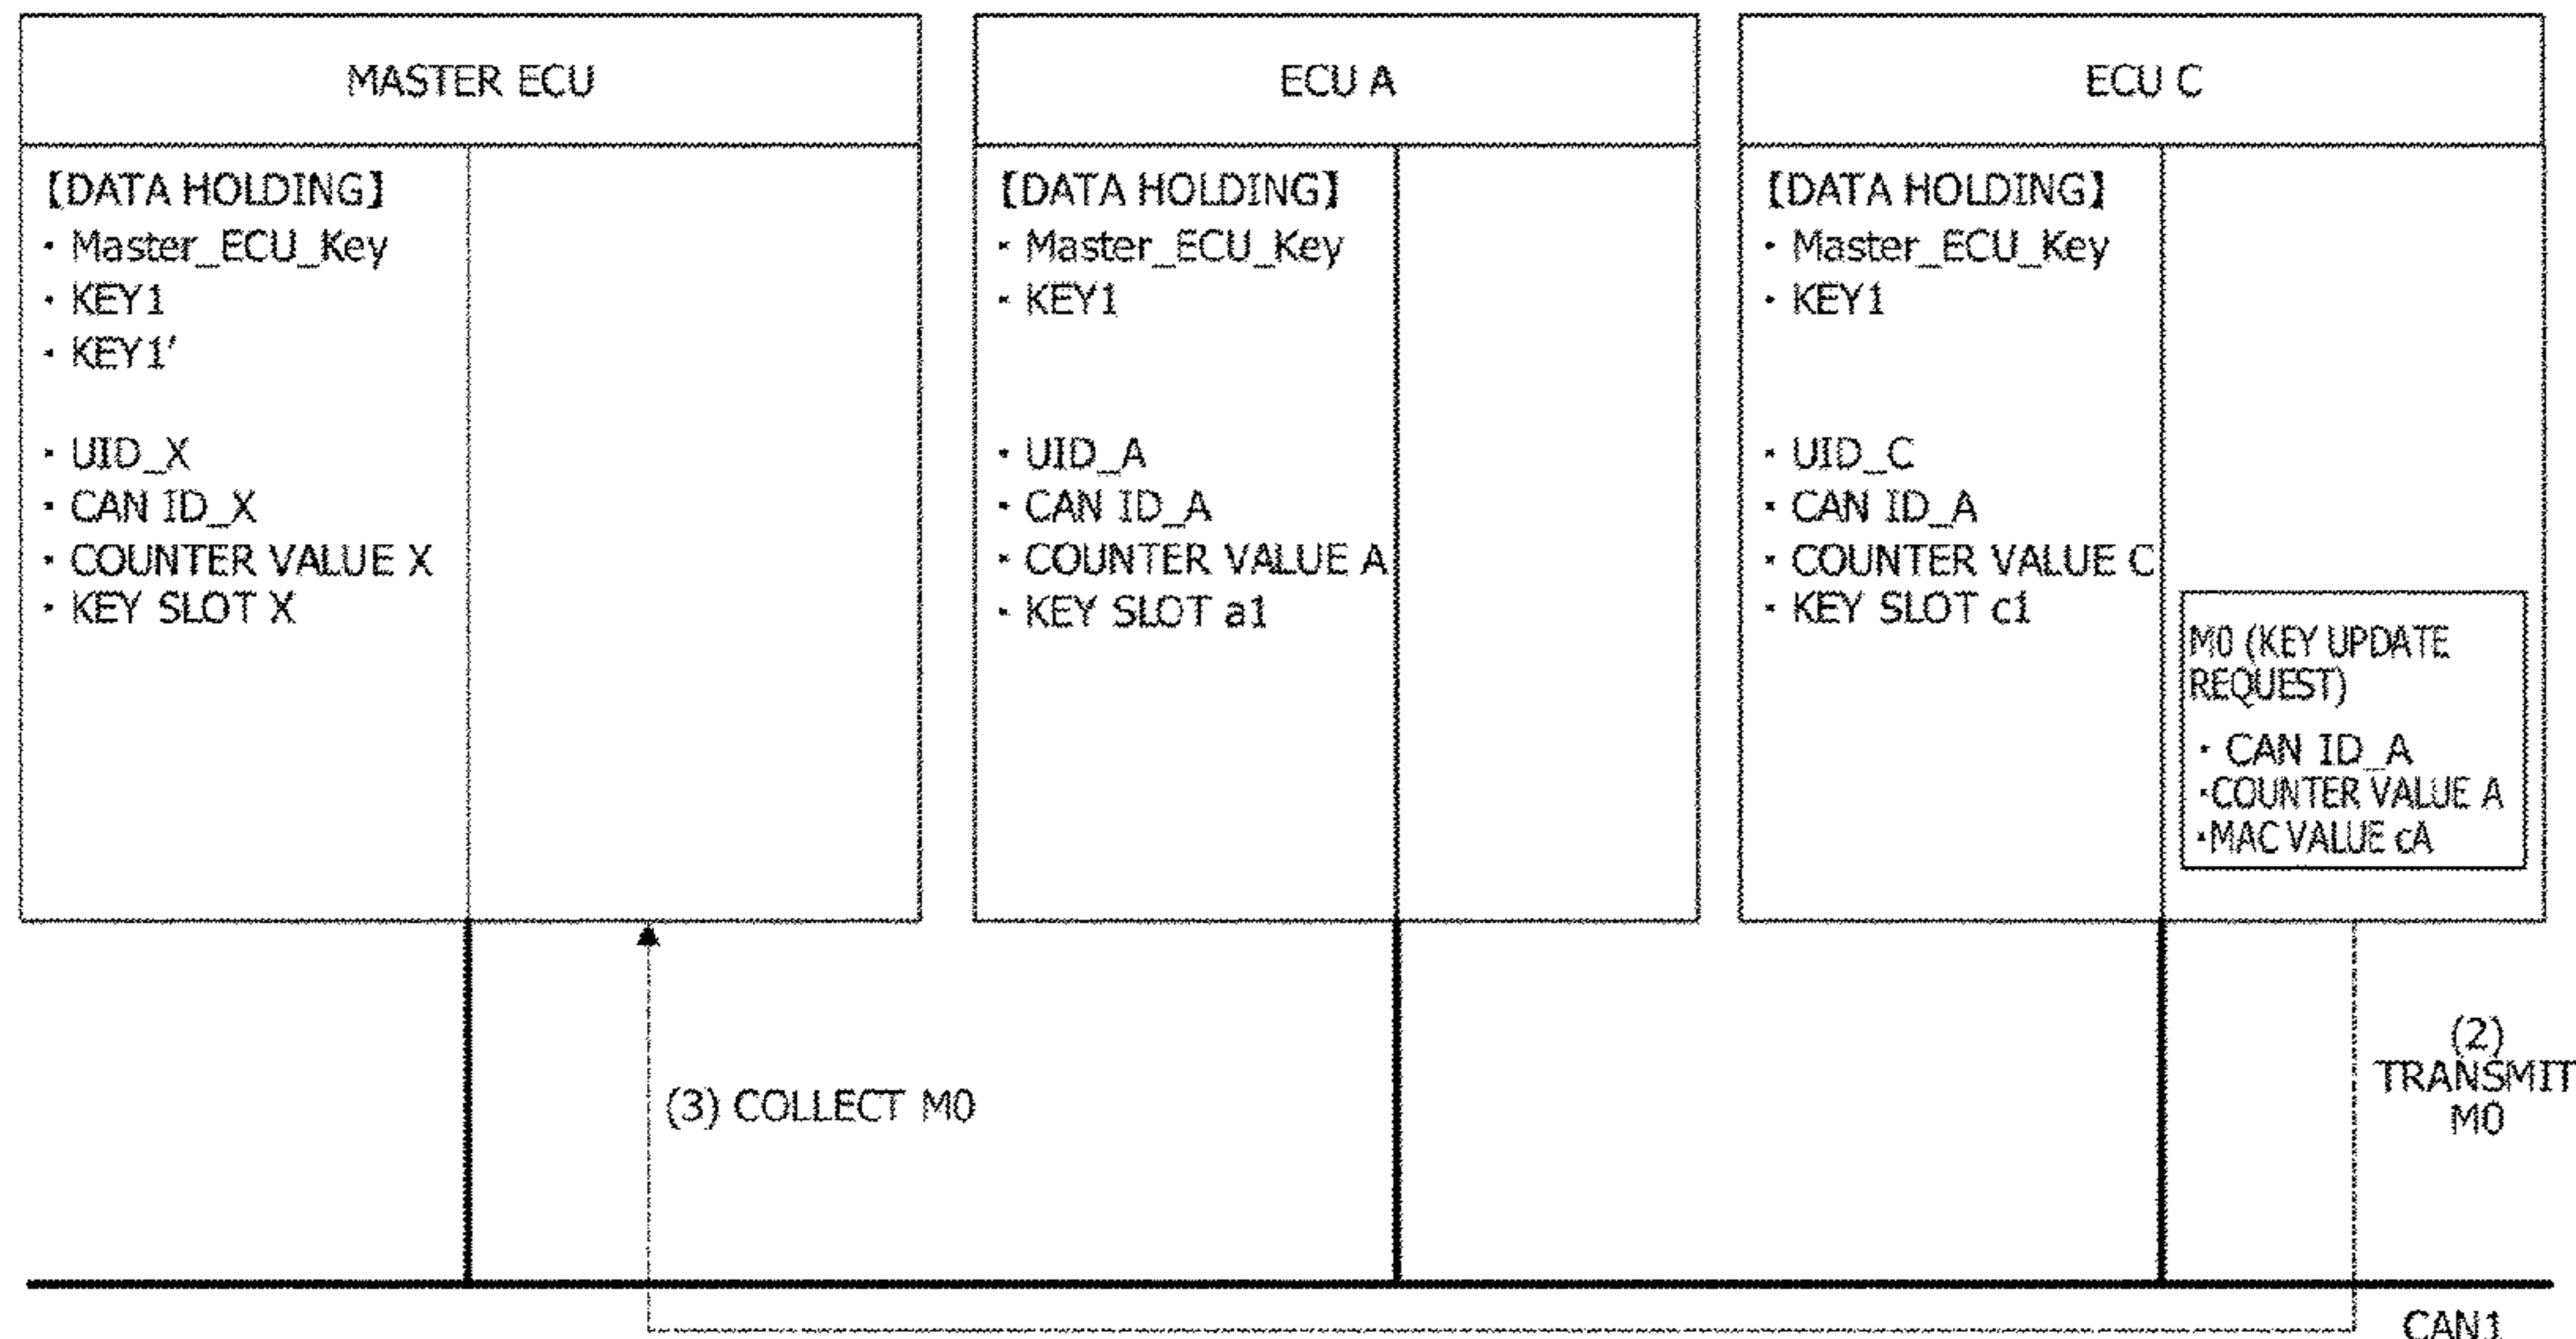 MASTER ECU
【DATA HOLDING】
・Master_ECU_Key
・KEY1
・KEY1′
・UID_X
・CAN ID_X
・COUNTER VALUE X
・KEY SLOT X
ECU A
【DATA HOLDING】
・Master_ECU_Key
・KEY1
・UID_A
・CAN ID_A
・COUNTER VALUE A
・KEY SLOT a1
ECU C
【DATA HOLDING】
・Master_ECU_Key
・KEY1
・UID_C
・CAN ID_A
・COUNTER VALUE C
・KEY SLOT c1
M0 (KEY UPDATE
REQUEST)
・CAN ID_A
・COUNTER VALUE A
・MAC VALUE cA
(3) COLLECT M0
(2)
TRANSMIT
M0
CAN1